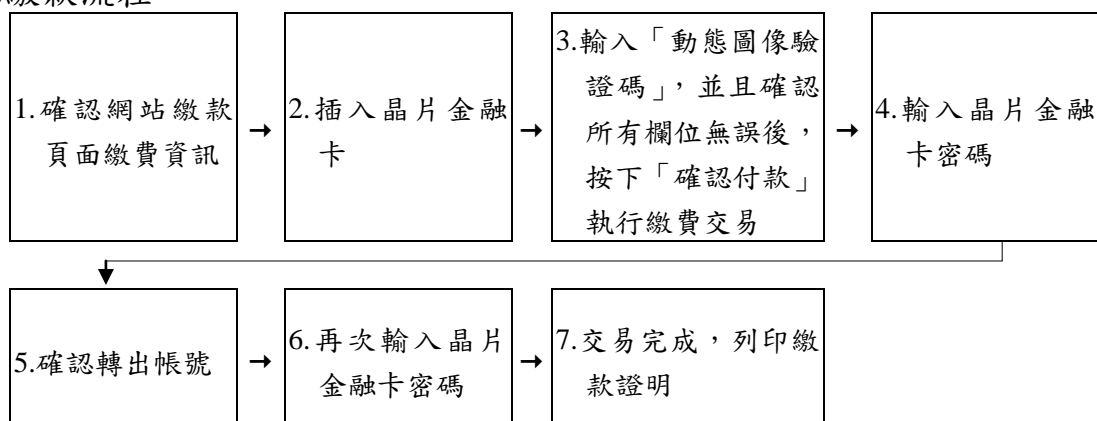 繳款流程
1.確認網站繳款
頁面繳費資訊
→
2.插入晶片金融
卡
→
3.輸入「動態圖像驗
證碼」，並且確認
所有欄位無誤後，
按下「確認付款」
執行繳費交易
→
4.輸入晶片金融
卡密碼
5.確認轉出帳號
→
6.再次輸入晶片
金融卡密碼
→
7.交易完成，列印繳
款證明